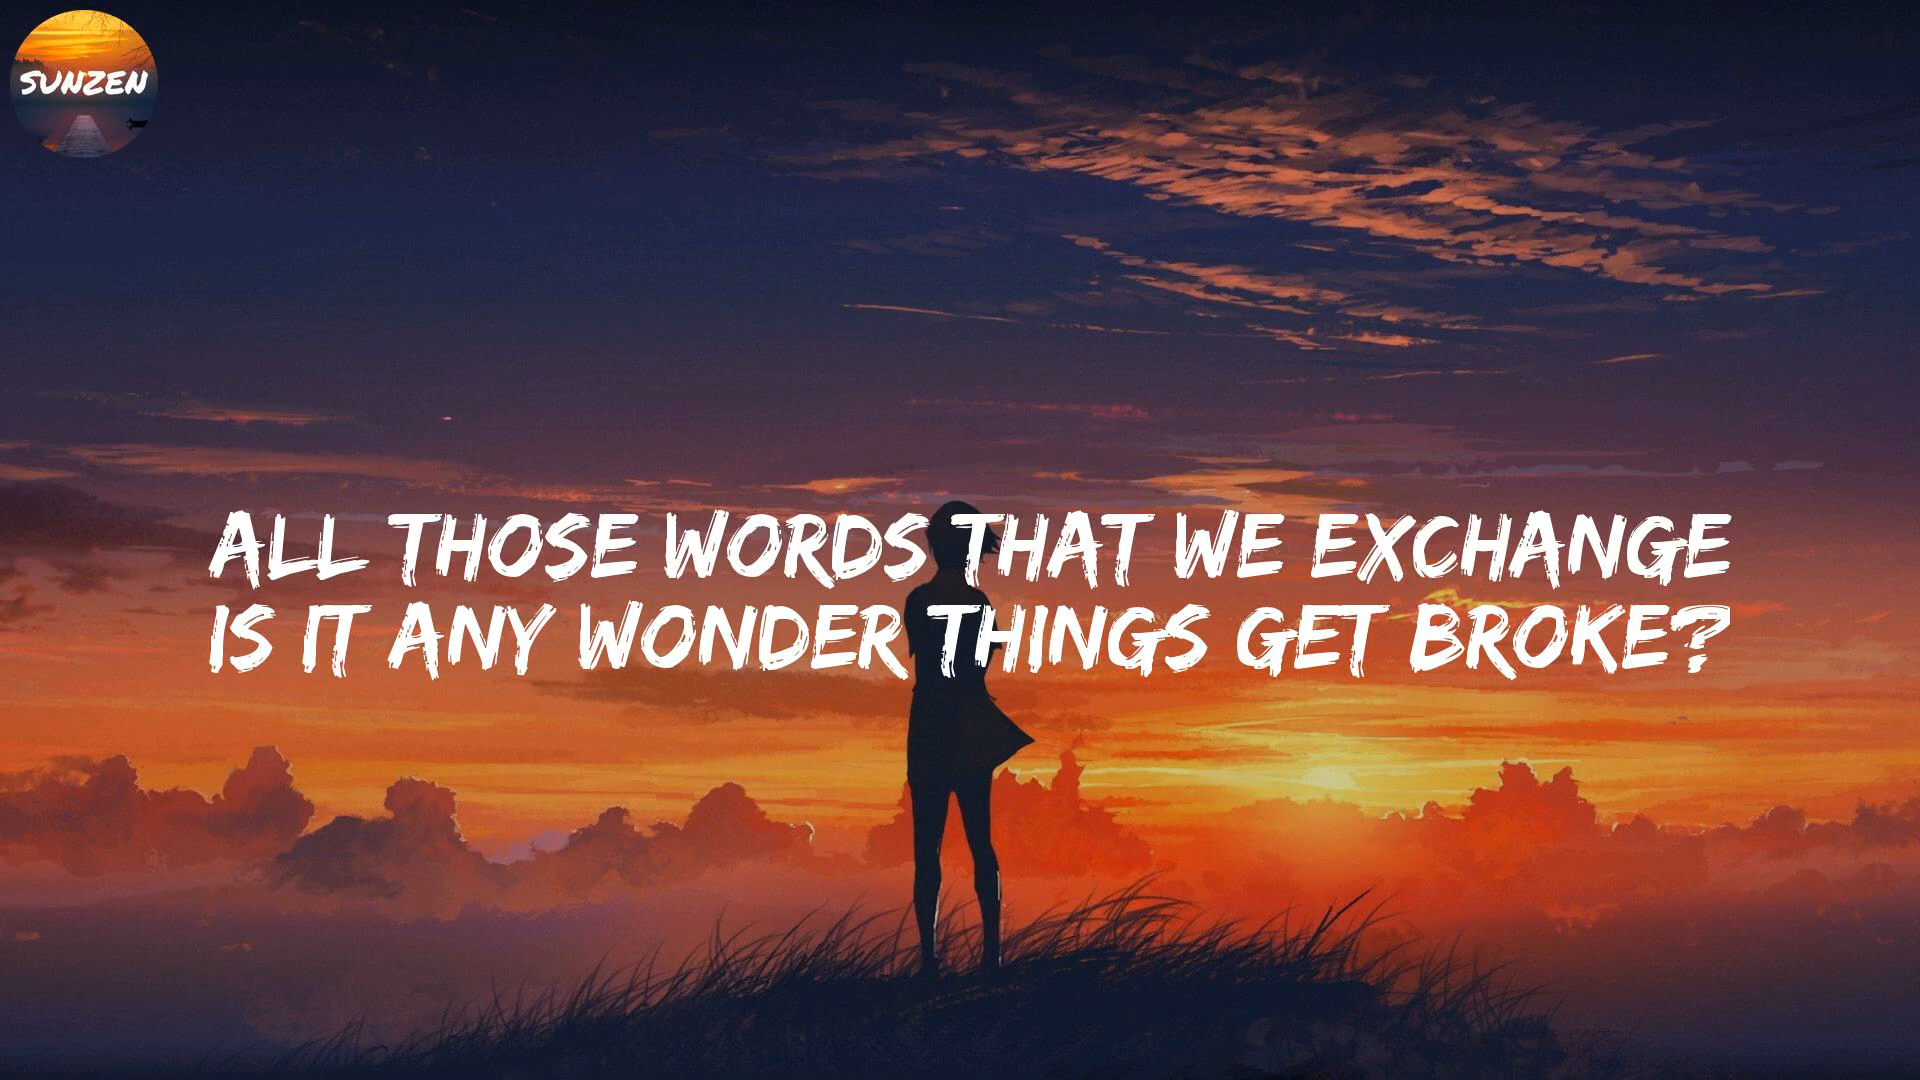 SUNZEN
ALL THOSE WORDS THAT WE EXCHANGE
IS IT ANY WONDER THINGS GET BROKE?